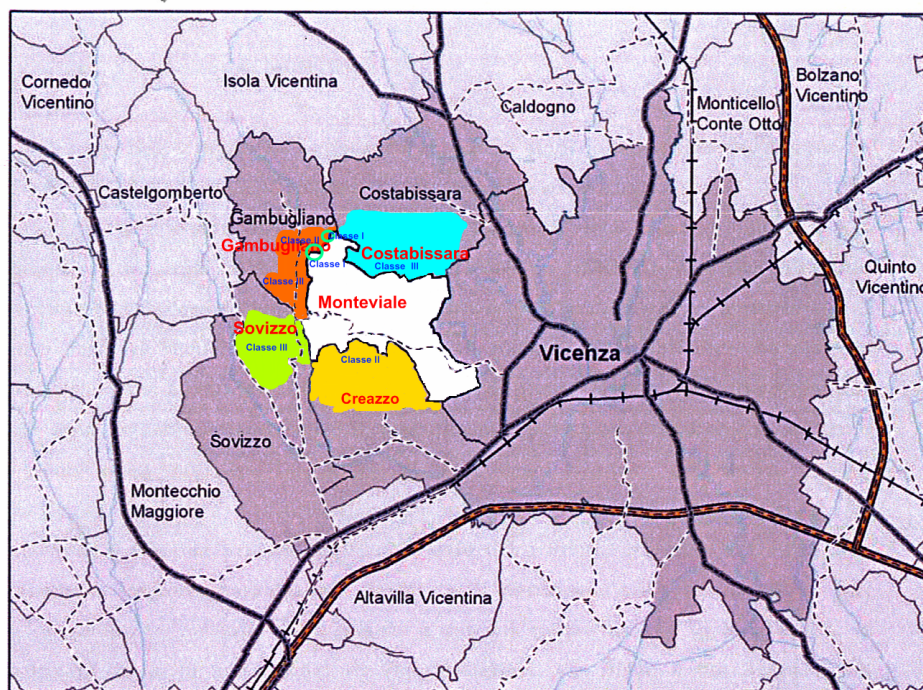 Cornedo
Vicentino
Isola Vicentina
Caldogno
Bolzano
Vicentino
Monticello
Conte Otto
Castelgomberto
Costabissara
Gambugliano
Classe II
Classe I
Gambugliano
Costabissara
Classe I
Classe III
Quinto
Vicentino
Classe II
Monteviale
Sovizzo
Classe III
Vicenza
Classe II
Creazzo
Sovizzo
Montecchio
Maggiore
Altavilla Vicentina